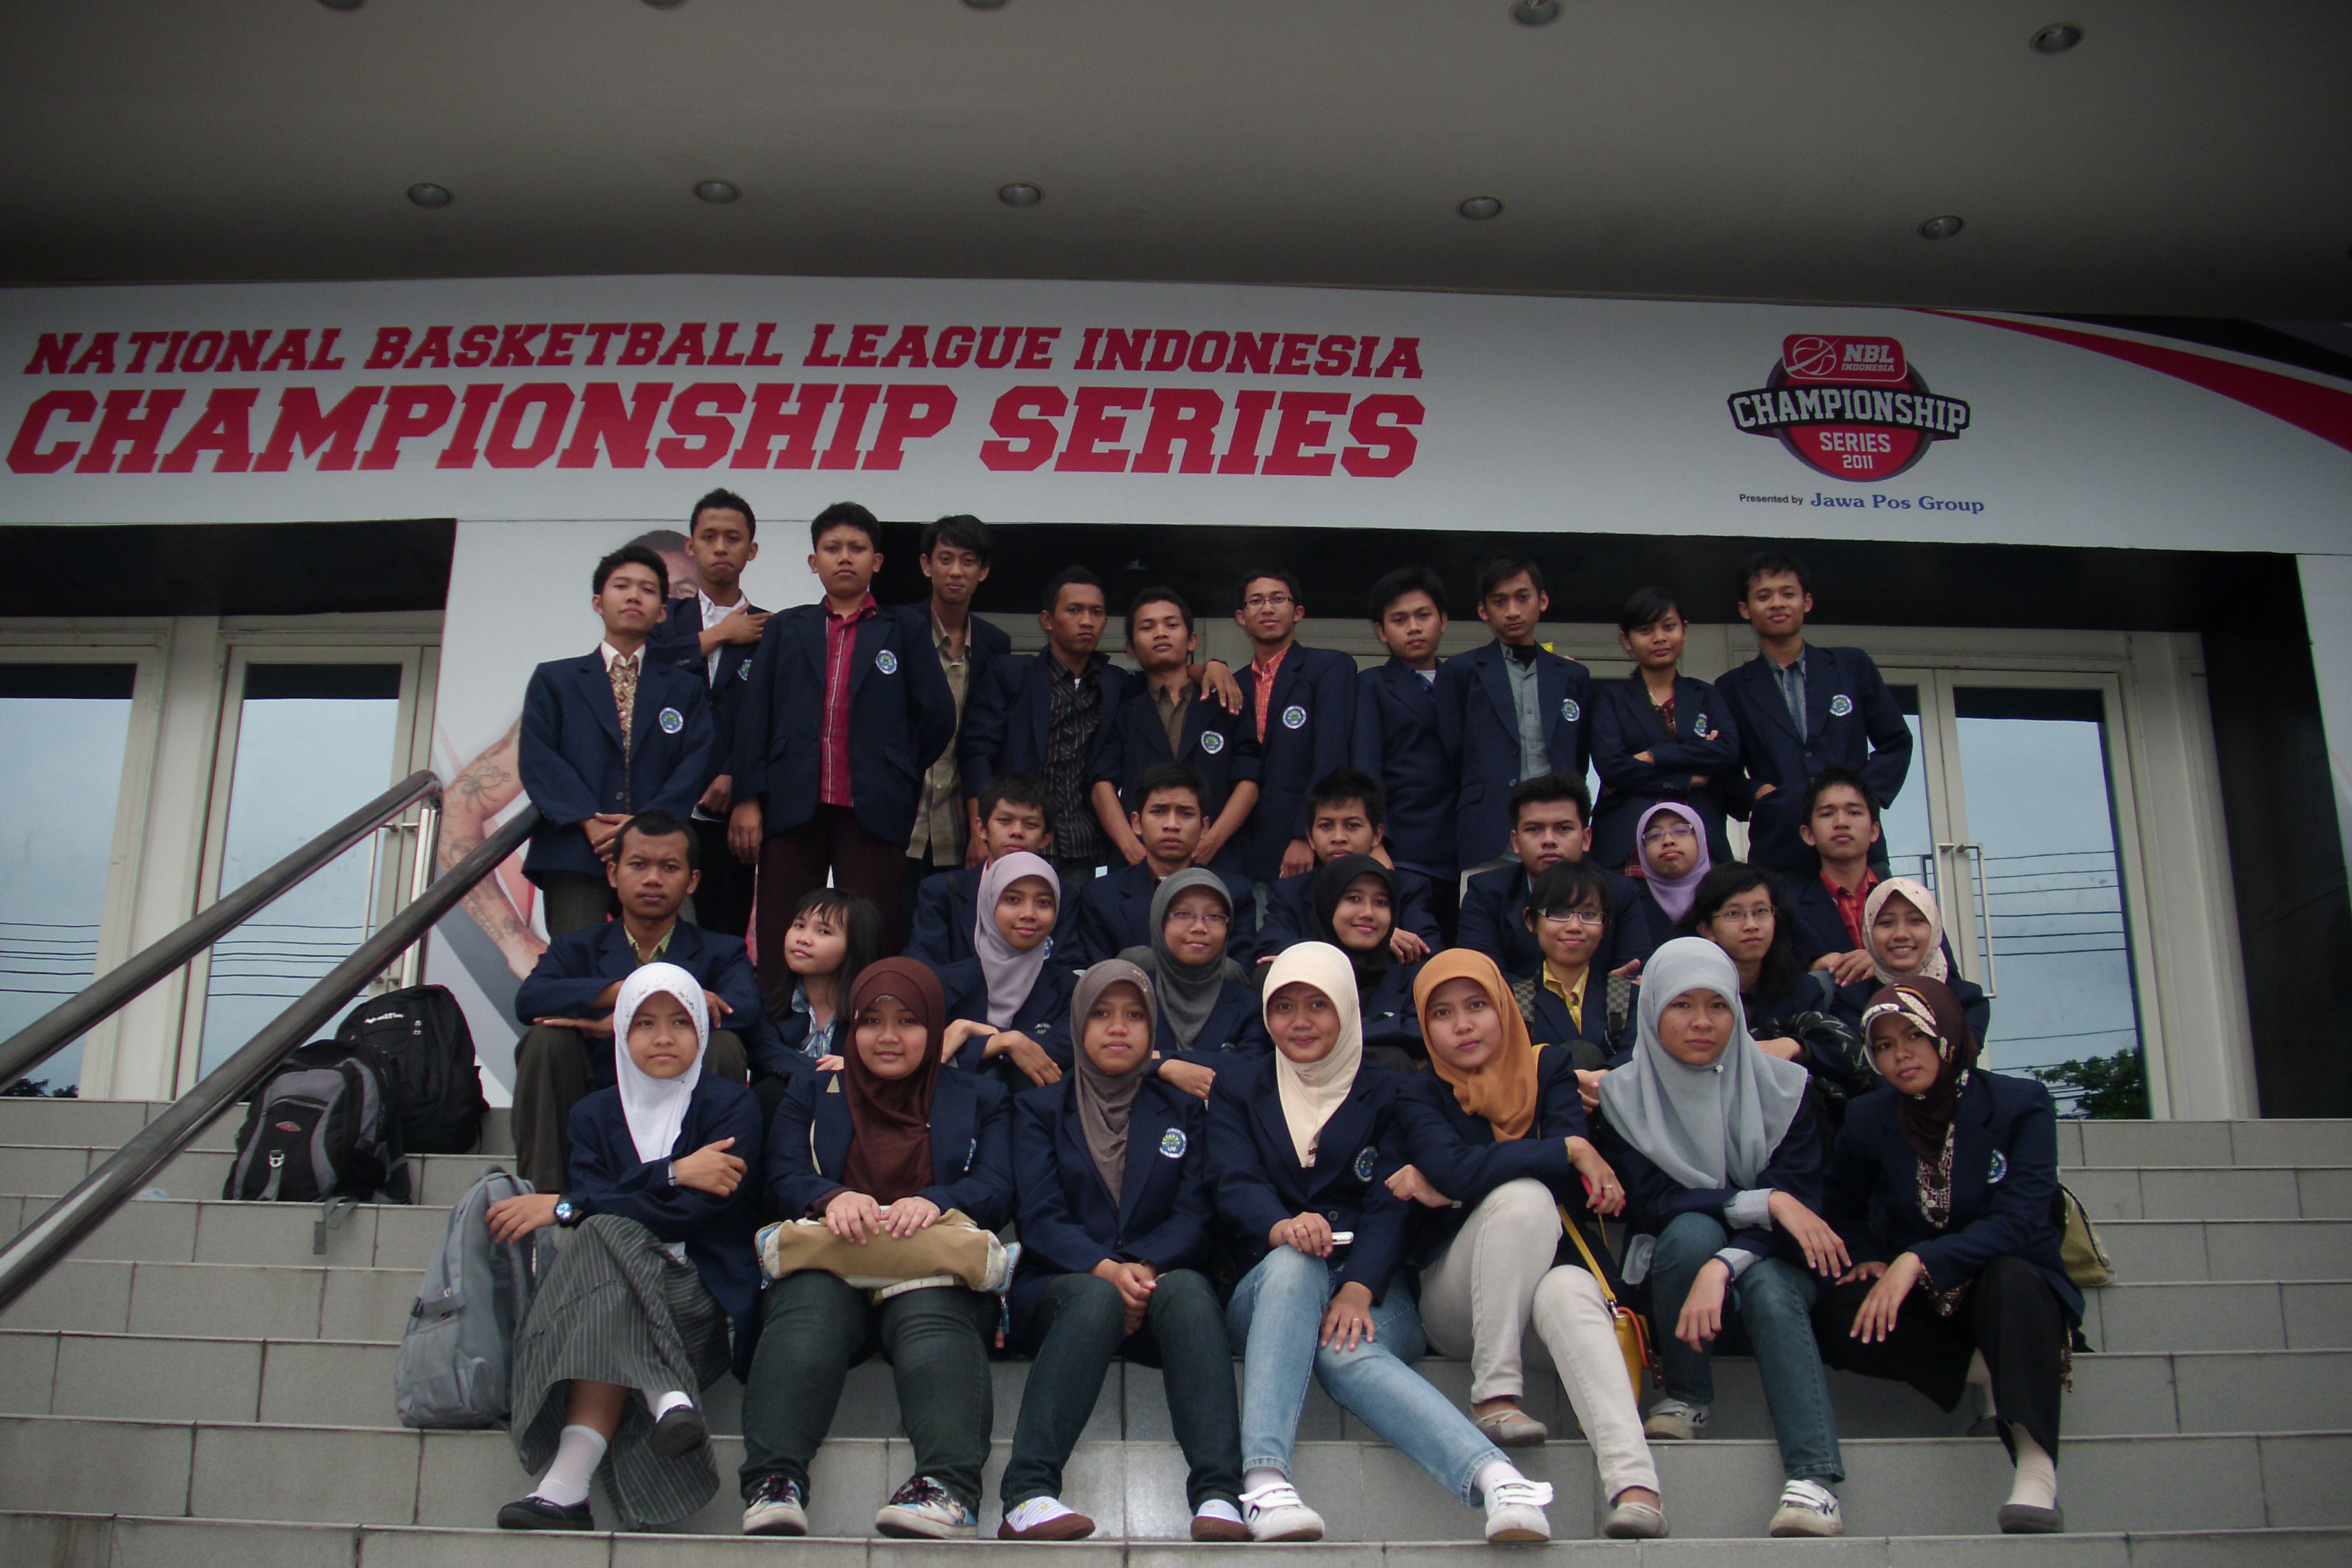 NATIONAL BASKETBALL LEAGUE INDONESIA
CHAMPIONSHIP SERIES
NBL
INDONESIA
CHAMPIONSHIP
SERIES
2011
Presented by Jawa Pos Group